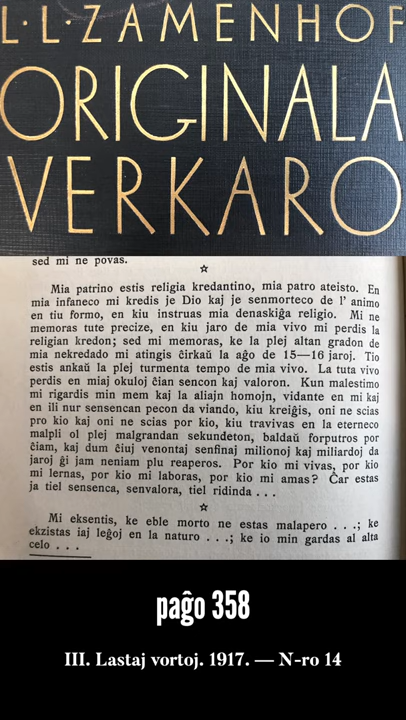 L·L·ZAMENHOF
ORIGINALA
VERKARO
sed mi ne povas.
Mia patrino estis religia kredantino, mia patro ateisto. En
mia infaneco mi kredis je Dio kaj je senmorteco de l' animo
en tiu formo, en kiu instruas mia denaskiĝa religio. Mi ne
memoras tute precize, en kiu jaro de mia vivo mi perdis la
religian kredon; sed mi memoras, ke la plej altan gradon de
mia nekredado mi atingis ĉirkaŭ la aĝo de 15—16 jaroj. Tio
estis ankaŭ la plej turmenta tempo de mia vivo. La tuta vivo
perdis en miaj okuloj ĉian sencon kaj valoron. Kun malestimo
mi rigardis min mem kaj la aliajn homojn, vidante en mi kaj
en ili nur sensencan pecon da viando, kiu kreiĝis, oni ne scias
pro kio kaj oni ne scias por kio, kiu travivas en la eterneco
malpli ol plej malgrandan sekundeton, baldaŭ forputros por
ĉiam, kaj dum ĉiuj venontaj senfinaj milionoj kaj miliardoj da
jaroj ĝi jam neniam plu reaperos. Por kio mi vivas, por kio
mi lernas, por kio mi laboras, por kio mi amas? Ĉar estas
ja tiel sensenca, senvalora, tiel ridinda . . .
Mi eksentis, ke eble morto ne estas malapero . . .; ke
ekzistas iaj leĝoj en la naturo . . .; ke io min gardas al alta
celo . . .
paĝo 358
III. Lastaj vortoj. 1917. — N-ro 14